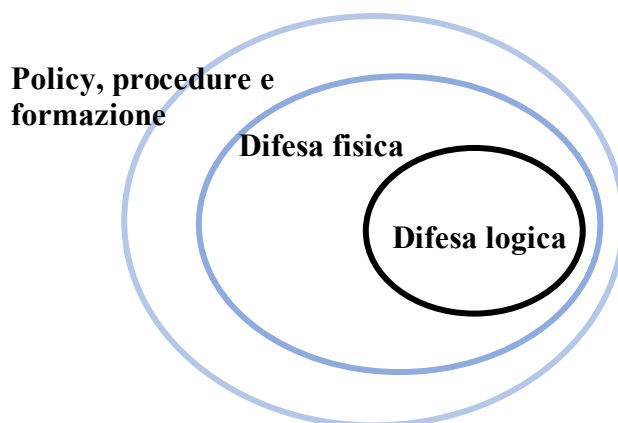 Policy, procedure e
formazione
Difesa fisica
Difesa logica